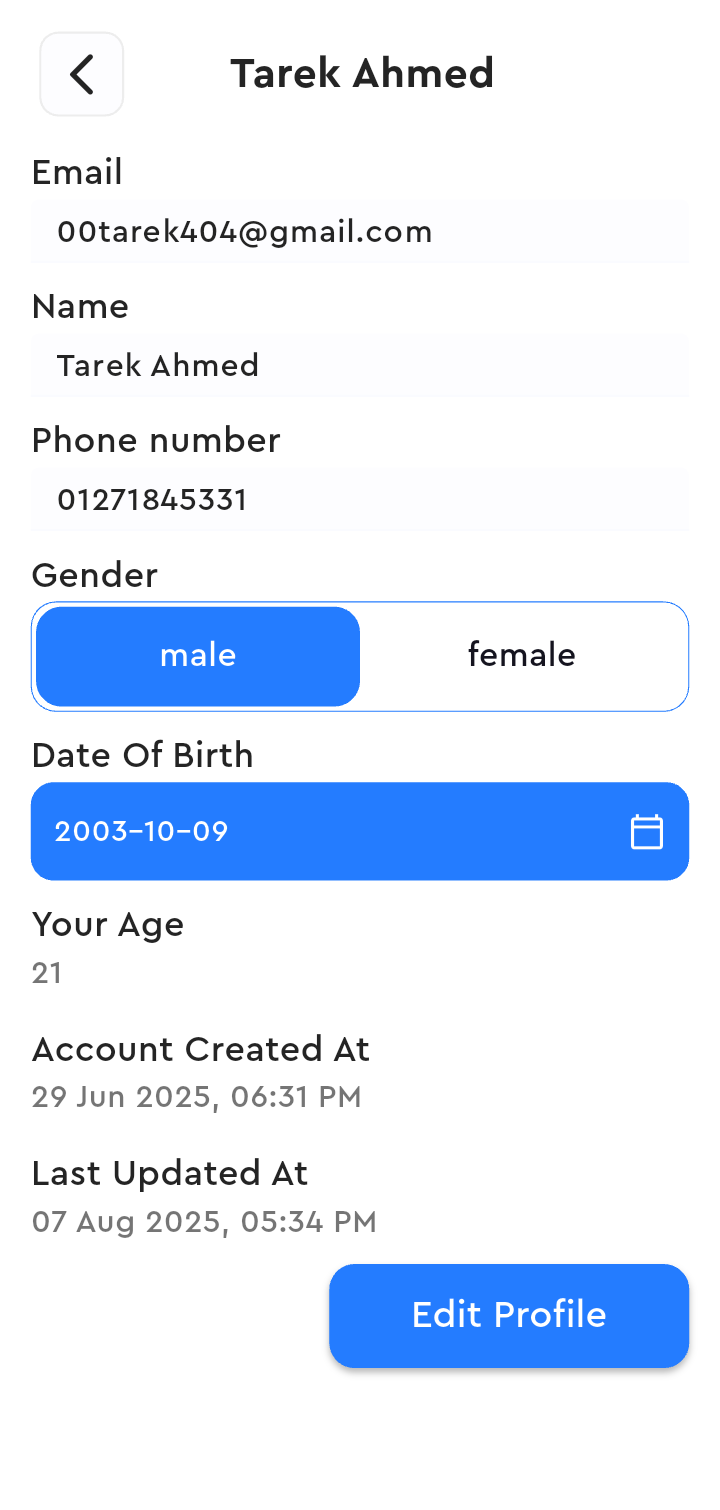 Tarek Ahmed
Email
00tarek404@gmail.com
Name
Tarek Ahmed
Phone number
01271845331
Gender
male female
Date Of Birth
2003-10-09
Your Age
21
Account Created At
29 Jun 2025, 06:31 PM
Last Updated At
07 Aug 2025, 05:34 PM
Edit Profile